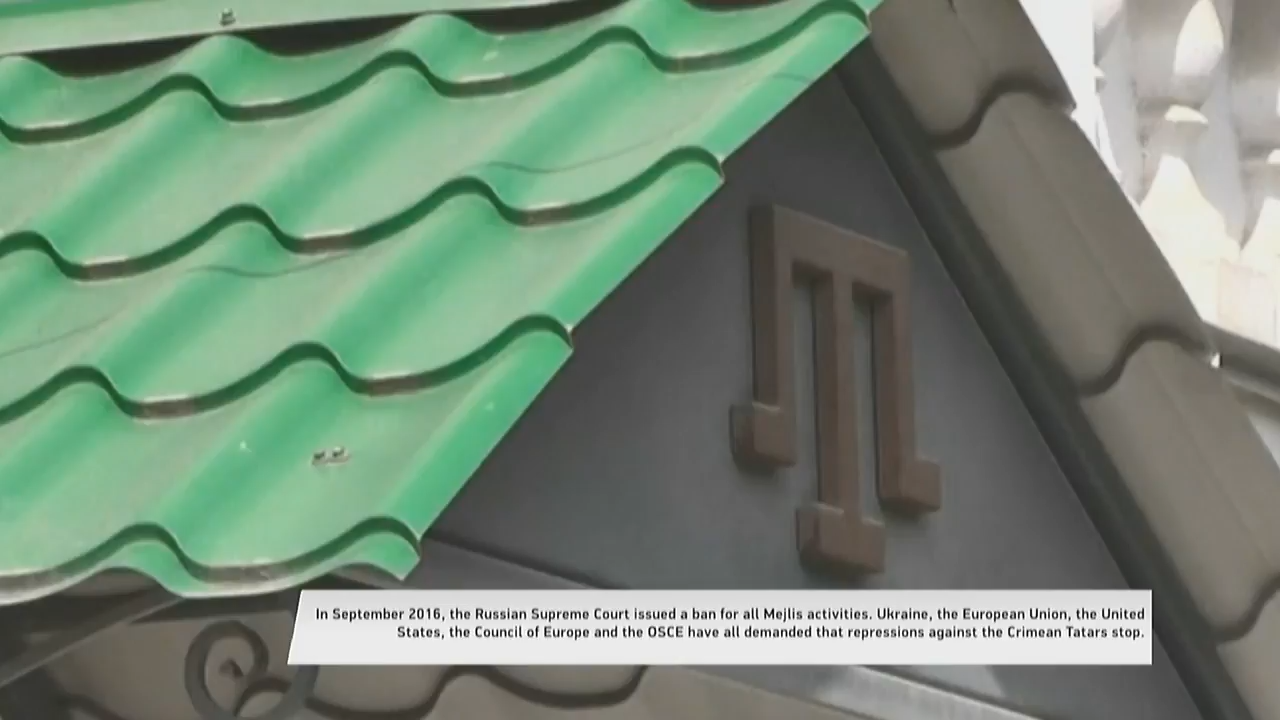 In September 2016, the Russian Supreme Court issued a ban for all Mejlis activities. Ukraine, the European Union, the United
States, the Council of Europe and the OSCE have all demanded that repressions against the Crimean Tatars stop.